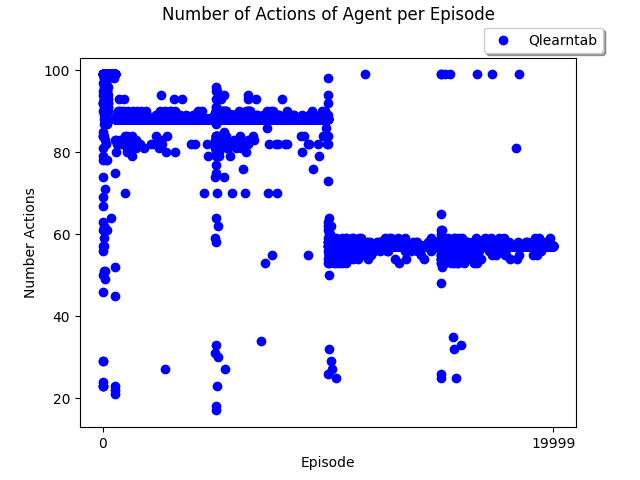 Number of Actions of Agent per Episode
Qlearntab
100
80
60
40
20
Number Actions
0
19999
Episode